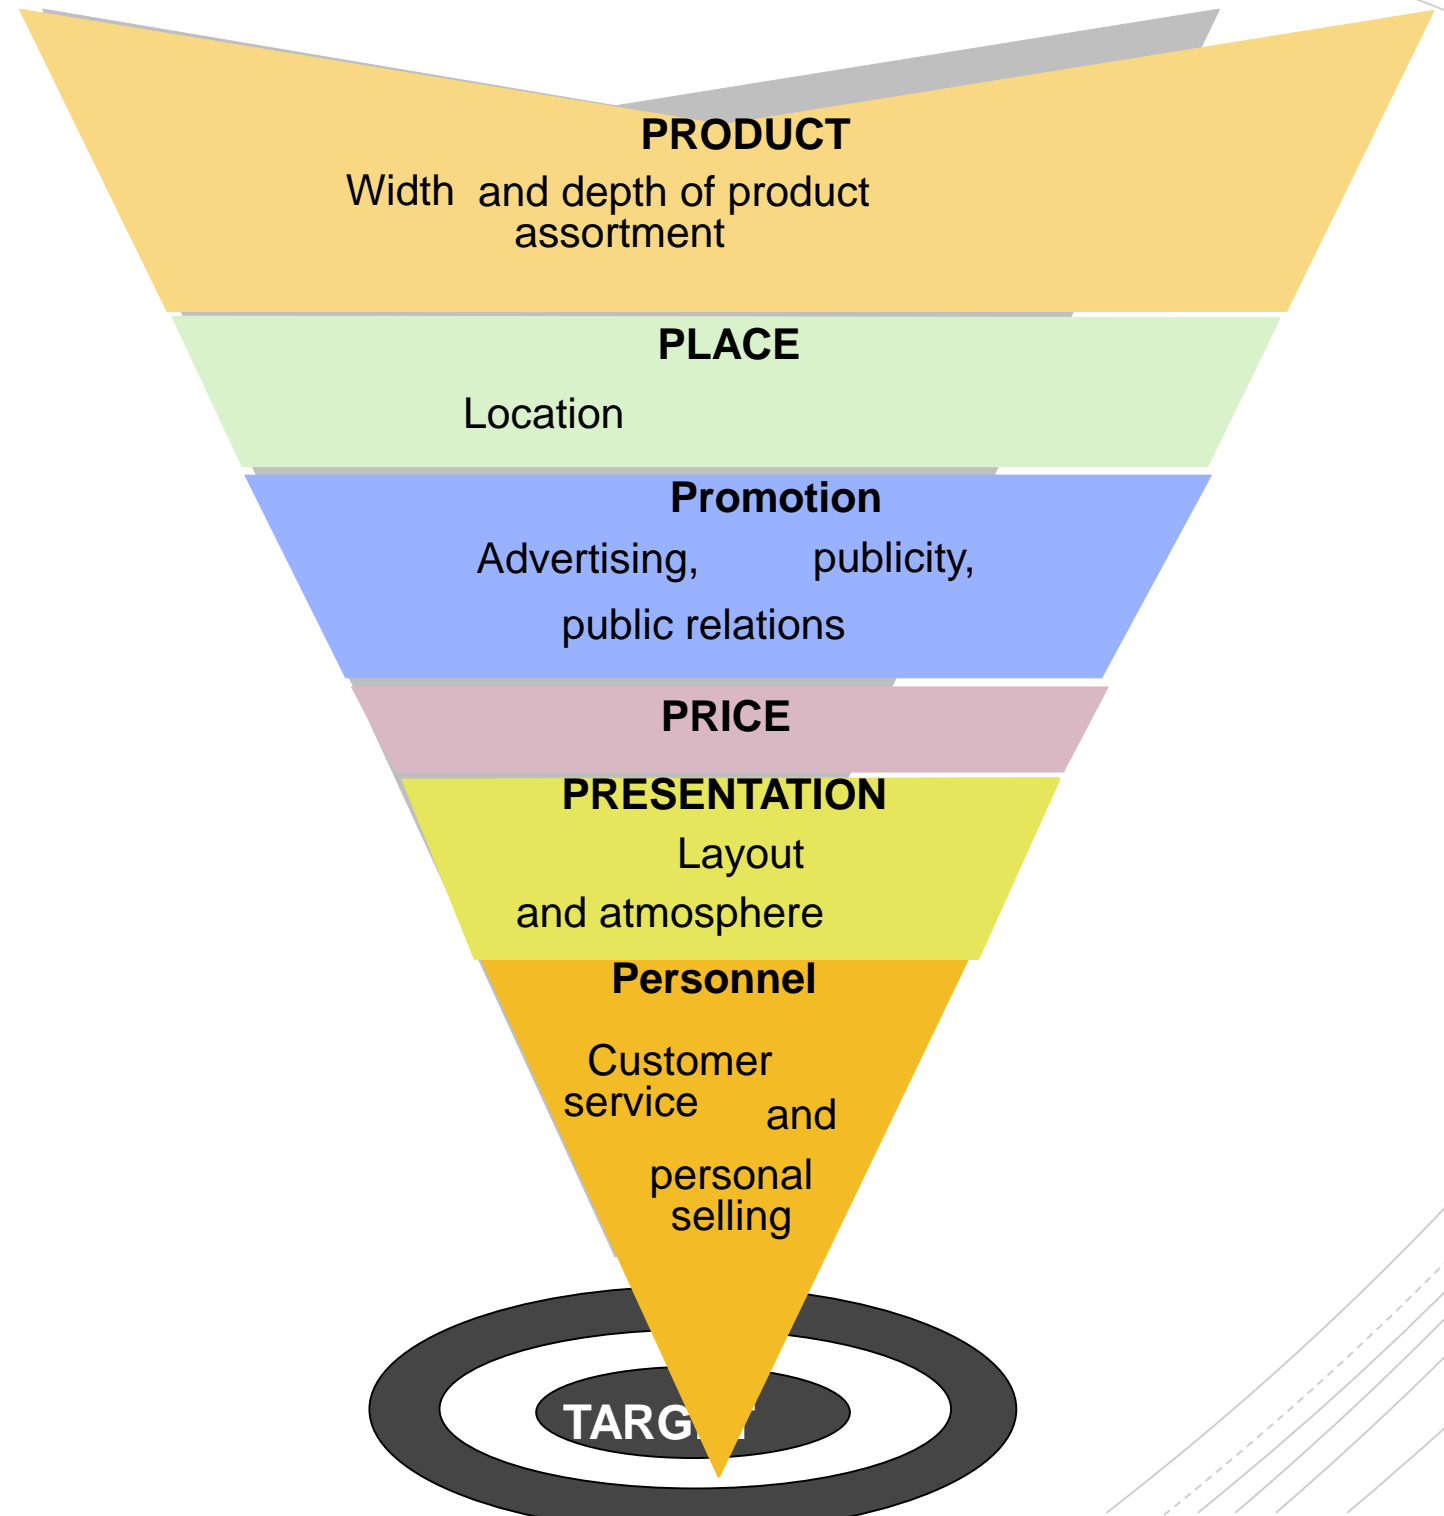 PRODUCT
Width and depth of product
assortment
PLACE
Location
Promotion
Advertising, publicity,
public relations
PRICE
PRESENTATION
Layout
and atmosphere
Personnel
Customer
service and
personal
selling
TARGET